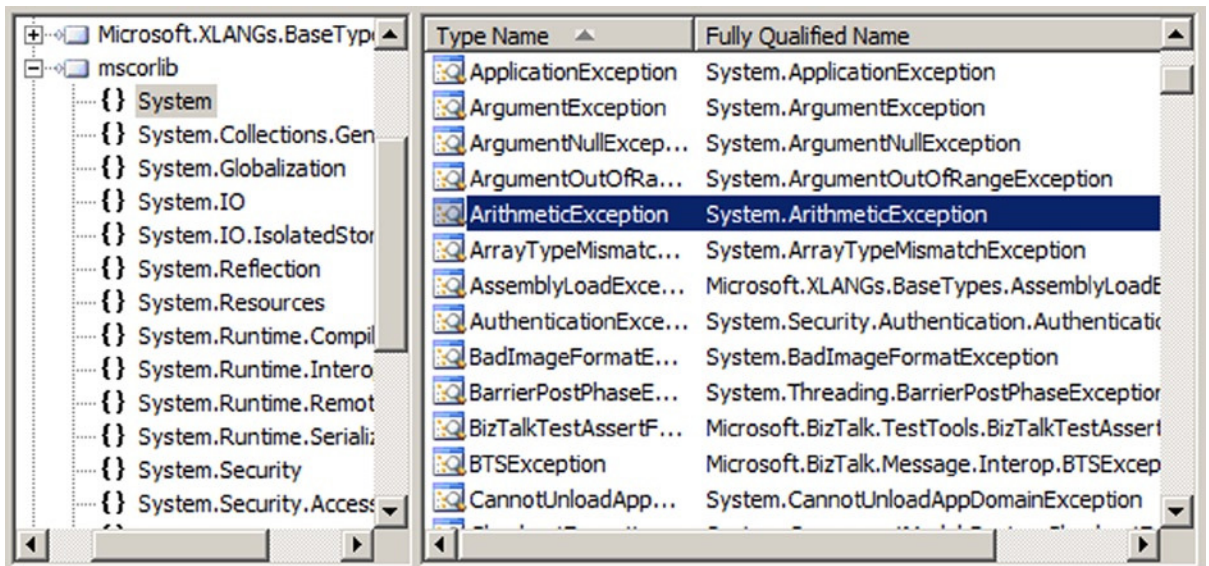 Microsoft.XLANGs.BaseType
mscorlib
{} System
{} System.Collections.Gen
{} System.Globalization
{} System.IO
{} System.IO.IsolatedStor
{} System.Reflection
{} System.Resources
{} System.Runtime.Compil
{} System.Runtime.Intero
{} System.Runtime.Remot
{} System.Runtime.Serializ
{} System.Security
{} System.Security.Access
Type Name Fully Qualified Name
ApplicationException System.ApplicationException
ArgumentException System.ArgumentException
ArgumentNullExcep... System.ArgumentNullException
ArgumentOutOfRa... System.ArgumentOutOfRangeException
ArithmeticException System.ArithmeticException
ArrayTypeMismatc... System.ArrayTypeMismatchException
AssemblyLoadExce... Microsoft.XLANGs.BaseTypes.AssemblyLoadE
AuthenticationExce... System.Security.Authentication.Authenticatio
BadImageFormatE... System.BadImageFormatException
BarrierPostPhaseE... System.Threading.BarrierPostPhaseException
BizTalkTestAssertF... Microsoft.BizTalk.TestTools.BizTalkTestAssert
BTSException Microsoft.BizTalk.Message.Interop.BTSExcep
CannotUnloadApp... System.CannotUnloadAppDomainException